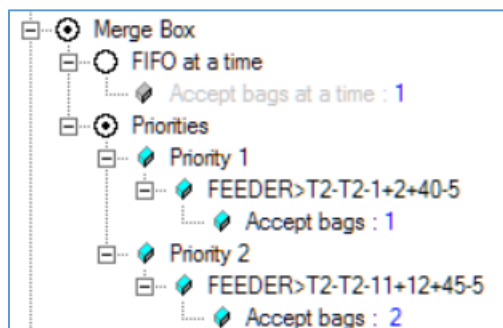 Merge Box
FIFO at a time
Accept bags at a time : 1
Priorities
Priority 1
FEEDER>T2-T2-1+2+40-5
Accept bags : 1
Priority 2
FEEDER>T2-T2-11+12+45-5
Accept bags : 2